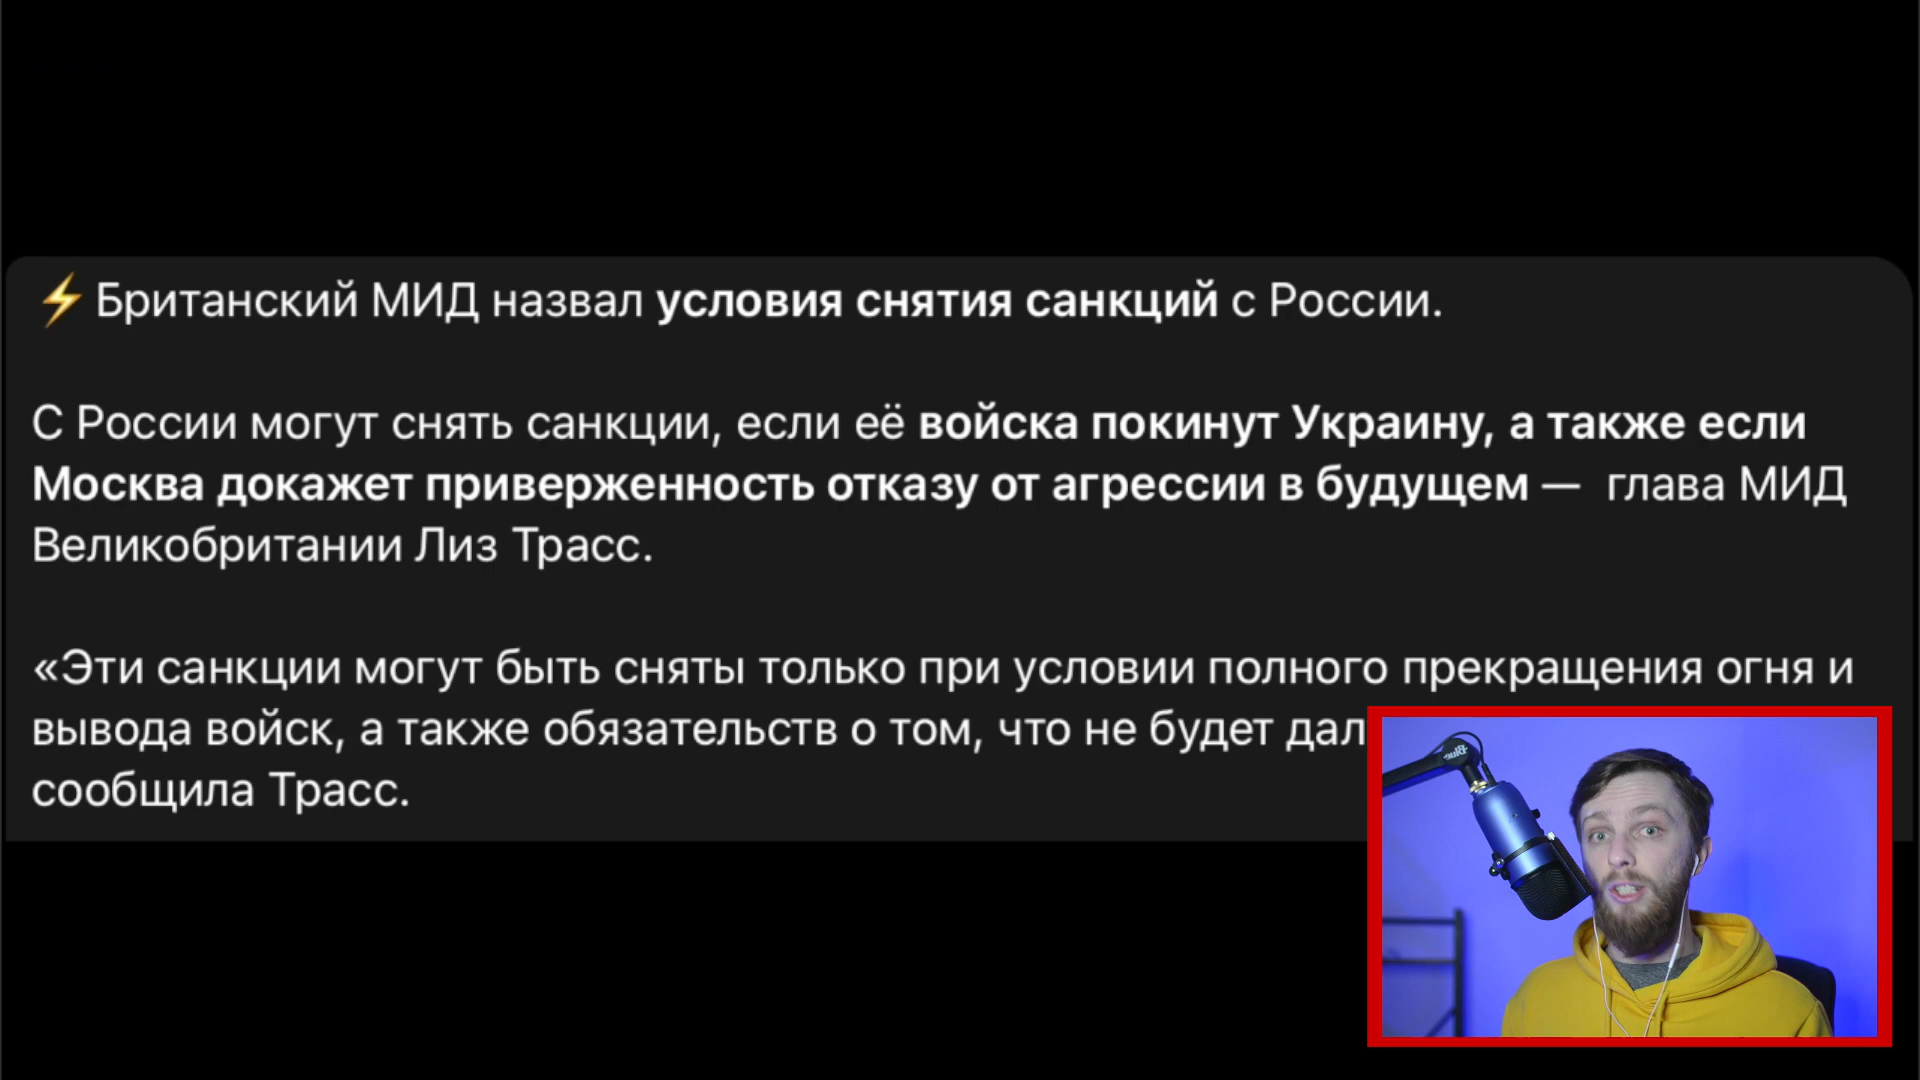 ⚡ Британский МИД назвал условия снятия санкций с России.
С России могут снять санкции, если её войска покинут Украину, а также если
Москва докажет приверженность отказу от агрессии в будущем — глава МИД
Великобритании Лиз Трасс.
«Эти санкции могут быть сняты только при условии полного прекращения огня и
вывода войск, а также обязательств о том, что не будет
сообщила Трасс.
Blue